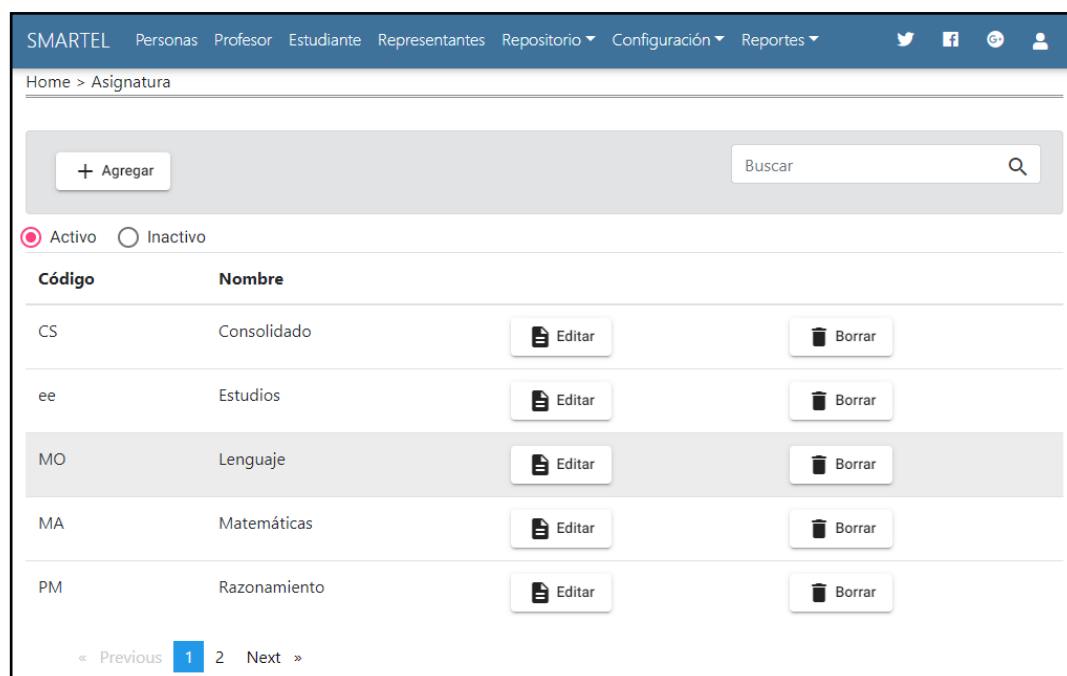 SMARTEL Personas Profesor Estudiante Representantes Repositorio Configuración Reportes
Home > Asignatura
+ Agregar Buscar
Activo Inactivo
Código Nombre
CS Consolidado Editar Borrar
ee Estudios Editar Borrar
MO Lenguaje Editar Borrar
MA Matemáticas Editar Borrar
PM Razonamiento Editar Borrar
« Previous 1 2 Next »